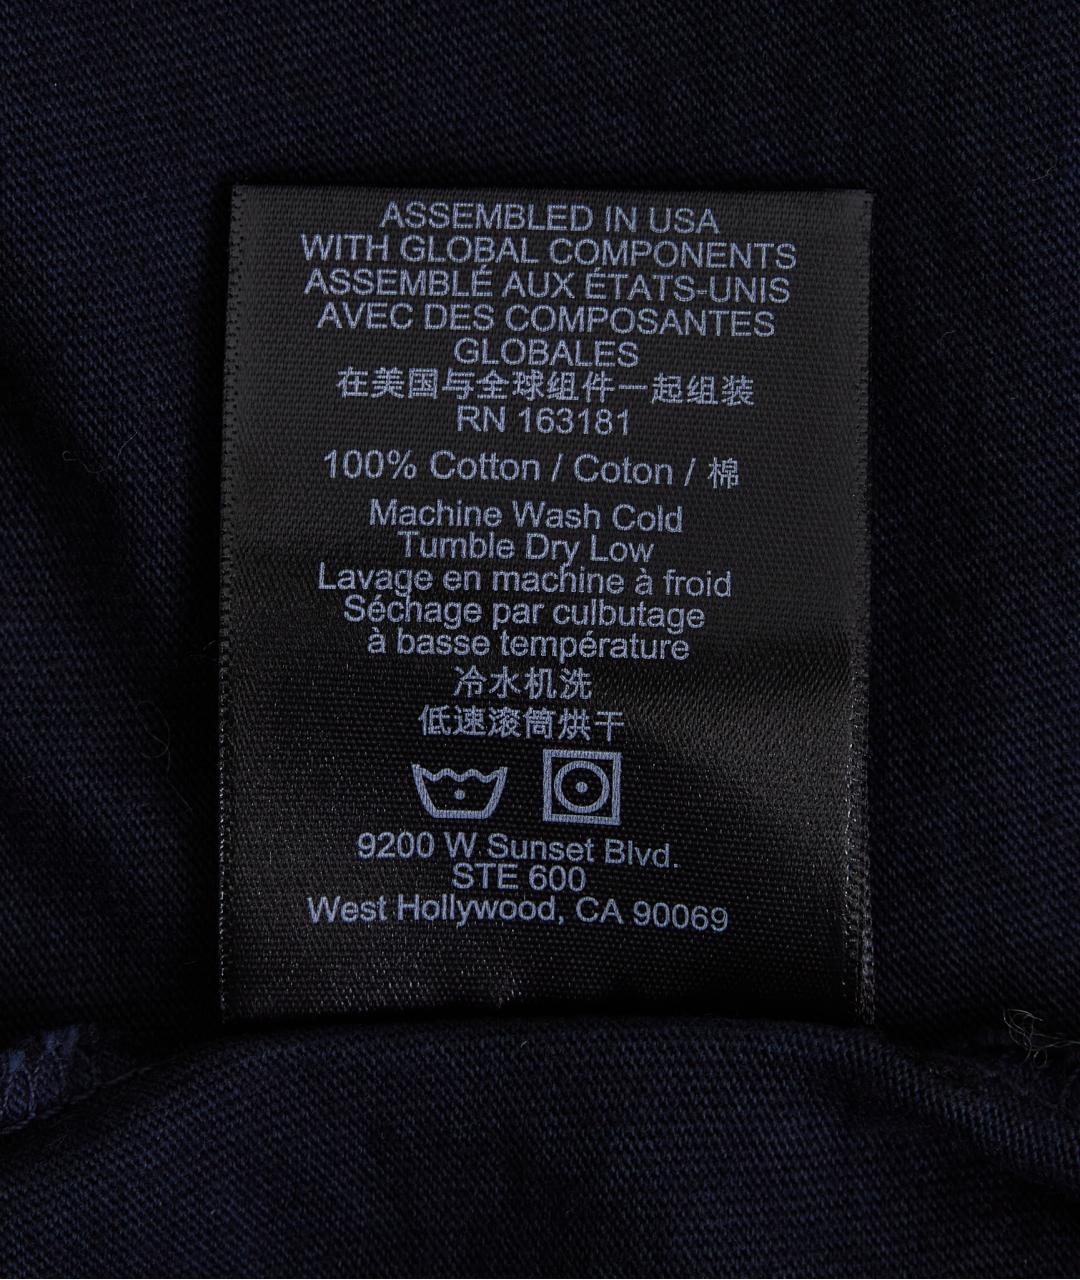 ASSEMBLED IN USA
WITH GLOBAL COMPONENTS
ASSEMBLÉ AUX ÉTATS-UNIS
AVEC DES COMPOSANTES
GLOBALES
在美国与全球组件一起组装
RN 163181
100% Cotton / Coton / 棉
Machine Wash Cold
Tumble Dry Low
Lavage en machine à froid
Séchage par culbutage
à basse température
冷水机洗
低速滚筒烘干
9200 W Sunset Blvd.
STE 600
West Hollywood, CA 90069